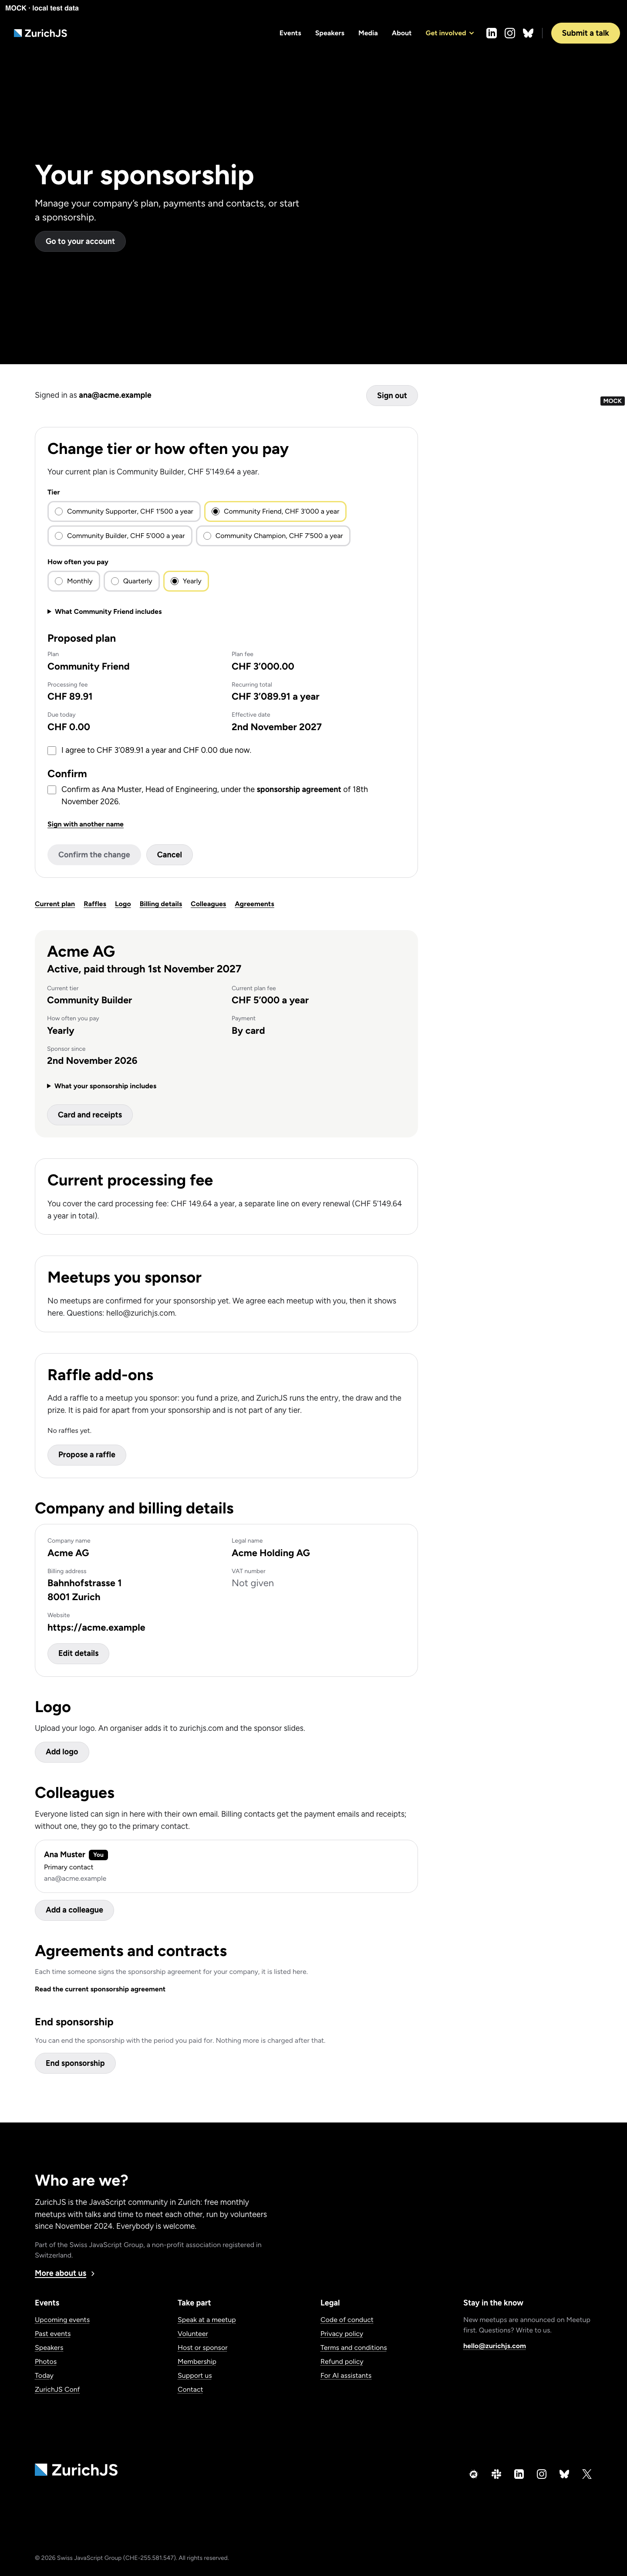 MOCK · local test data
ZurichJS
Events
Speakers
Media
About
Get involved
Submit a talk
Your sponsorship
Manage your company's plan, payments and contacts, or start
a sponsorship.
Go to your account
Signed in as ana@acme.example
Sign out
MOCK
Change tier or how often you pay
Your current plan is Community Builder, CHF 5'149.64 a year.
Tier
Community Supporter, CHF 1'500 a year
Community Friend, CHF 3'000 a year
Community Builder, CHF 5'000 a year
Community Champion, CHF 7'500 a year
How often you pay
Monthly
Quarterly
Yearly
What Community Friend includes
Proposed plan
Plan
Community Friend
Plan fee
CHF 3'000.00
Processing fee
CHF 89.91
Recurring total
CHF 3'089.91 a year
Due today
CHF 0.00
Effective date
2nd November 2027
I agree to CHF 3'089.91 a year and CHF 0.00 due now.
Confirm
Confirm as Ana Muster, Head of Engineering, under the sponsorship agreement of 18th
November 2026.
Sign with another name
Confirm the change
Cancel
Current plan
Raffles
Logo
Billing details
Colleagues
Agreements
Acme AG
Active, paid through 1st November 2027
Current tier
Community Builder
Current plan fee
CHF 5'000 a year
How often you pay
Yearly
Payment
By card
Sponsor since
2nd November 2026
What your sponsorship includes
Card and receipts
Current processing fee
You cover the card processing fee: CHF 149.64 a year, a separate line on every renewal (CHF 5'149.64
a year in total).
Meetups you sponsor
No meetups are confirmed for your sponsorship yet. We agree each meetup with you, then it shows
here. Questions: hello@zurichjs.com.
Raffle add-ons
Add a raffle to a meetup you sponsor: you fund a prize, and ZurichJS runs the entry, the draw and the
prize. It is paid for apart from your sponsorship and is not part of any tier.
No raffles yet.
Propose a raffle
Company and billing details
Company name
Acme AG
Legal name
Acme Holding AG
Billing address
Bahnhofstrasse 1
8001 Zurich
VAT number
Not given
Website
https://acme.example
Edit details
Logo
Upload your logo. An organiser adds it to zurichjs.com and the sponsor slides.
Add logo
Colleagues
Everyone listed can sign in here with their own email. Billing contacts get the payment emails and receipts;
without one, they go to the primary contact.
Ana Muster You
Primary contact
ana@acme.example
Add a colleague
Agreements and contracts
Each time someone signs the sponsorship agreement for your company, it is listed here.
Read the current sponsorship agreement
End sponsorship
You can end the sponsorship with the period you paid for. Nothing more is charged after that.
End sponsorship
Who are we?
ZurichJS is the JavaScript community in Zurich: free monthly
meetups with talks and time to meet each other, run by volunteers
since November 2024. Everybody is welcome.
Part of the Swiss JavaScript Group, a non-profit association registered in
Switzerland.
More about us
Events
Upcoming events
Past events
Speakers
Photos
Today
ZurichJS Conf
Take part
Speak at a meetup
Volunteer
Host or sponsor
Membership
Support us
Contact
Legal
Code of conduct
Privacy policy
Terms and conditions
Refund policy
For AI assistants
Stay in the know
New meetups are announced on Meetup
first. Questions? Write to us.
hello@zurichjs.com
ZurichJS
© 2026 Swiss JavaScript Group (CHE-255.581.547). All rights reserved.